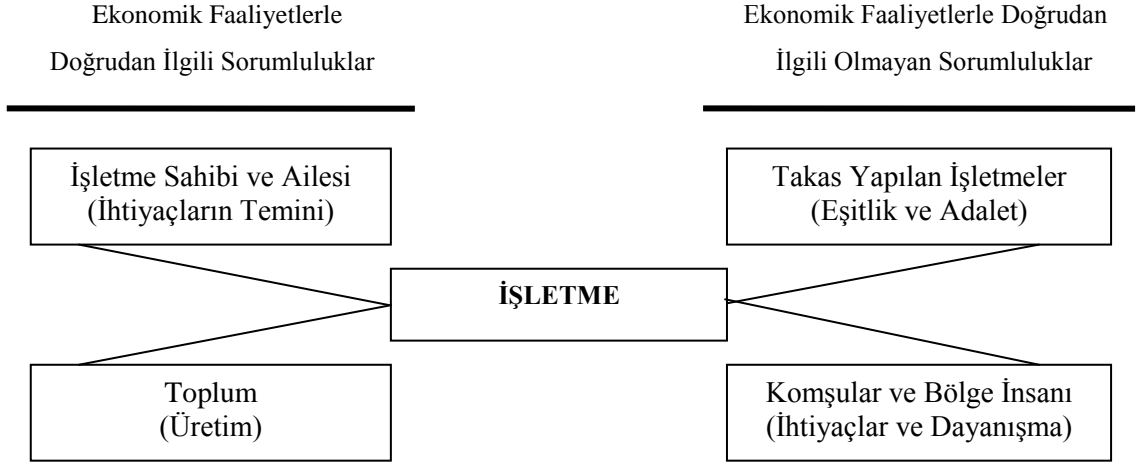 Ekonomik Faaliyetlerle
Doğrudan İlgili Sorumluluklar
Ekonomik Faaliyetlerle Doğrudan
İlgili Olmayan Sorumluluklar
İşletme Sahibi ve Ailesi
(İhtiyaçların Temini)
Takas Yapılan İşletmeler
(Eşitlik ve Adalet)
İŞLETME
Toplum
(Üretim)
Komşular ve Bölge İnsanı
(İhtiyaçlar ve Dayanışma)